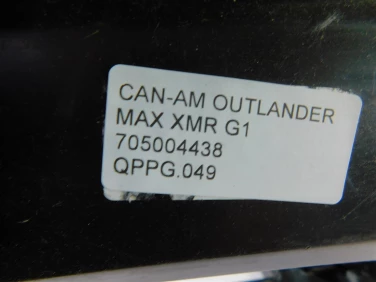 CAN-AM OUTLANDER
MAX XMR G1
705004438
QPPG.049